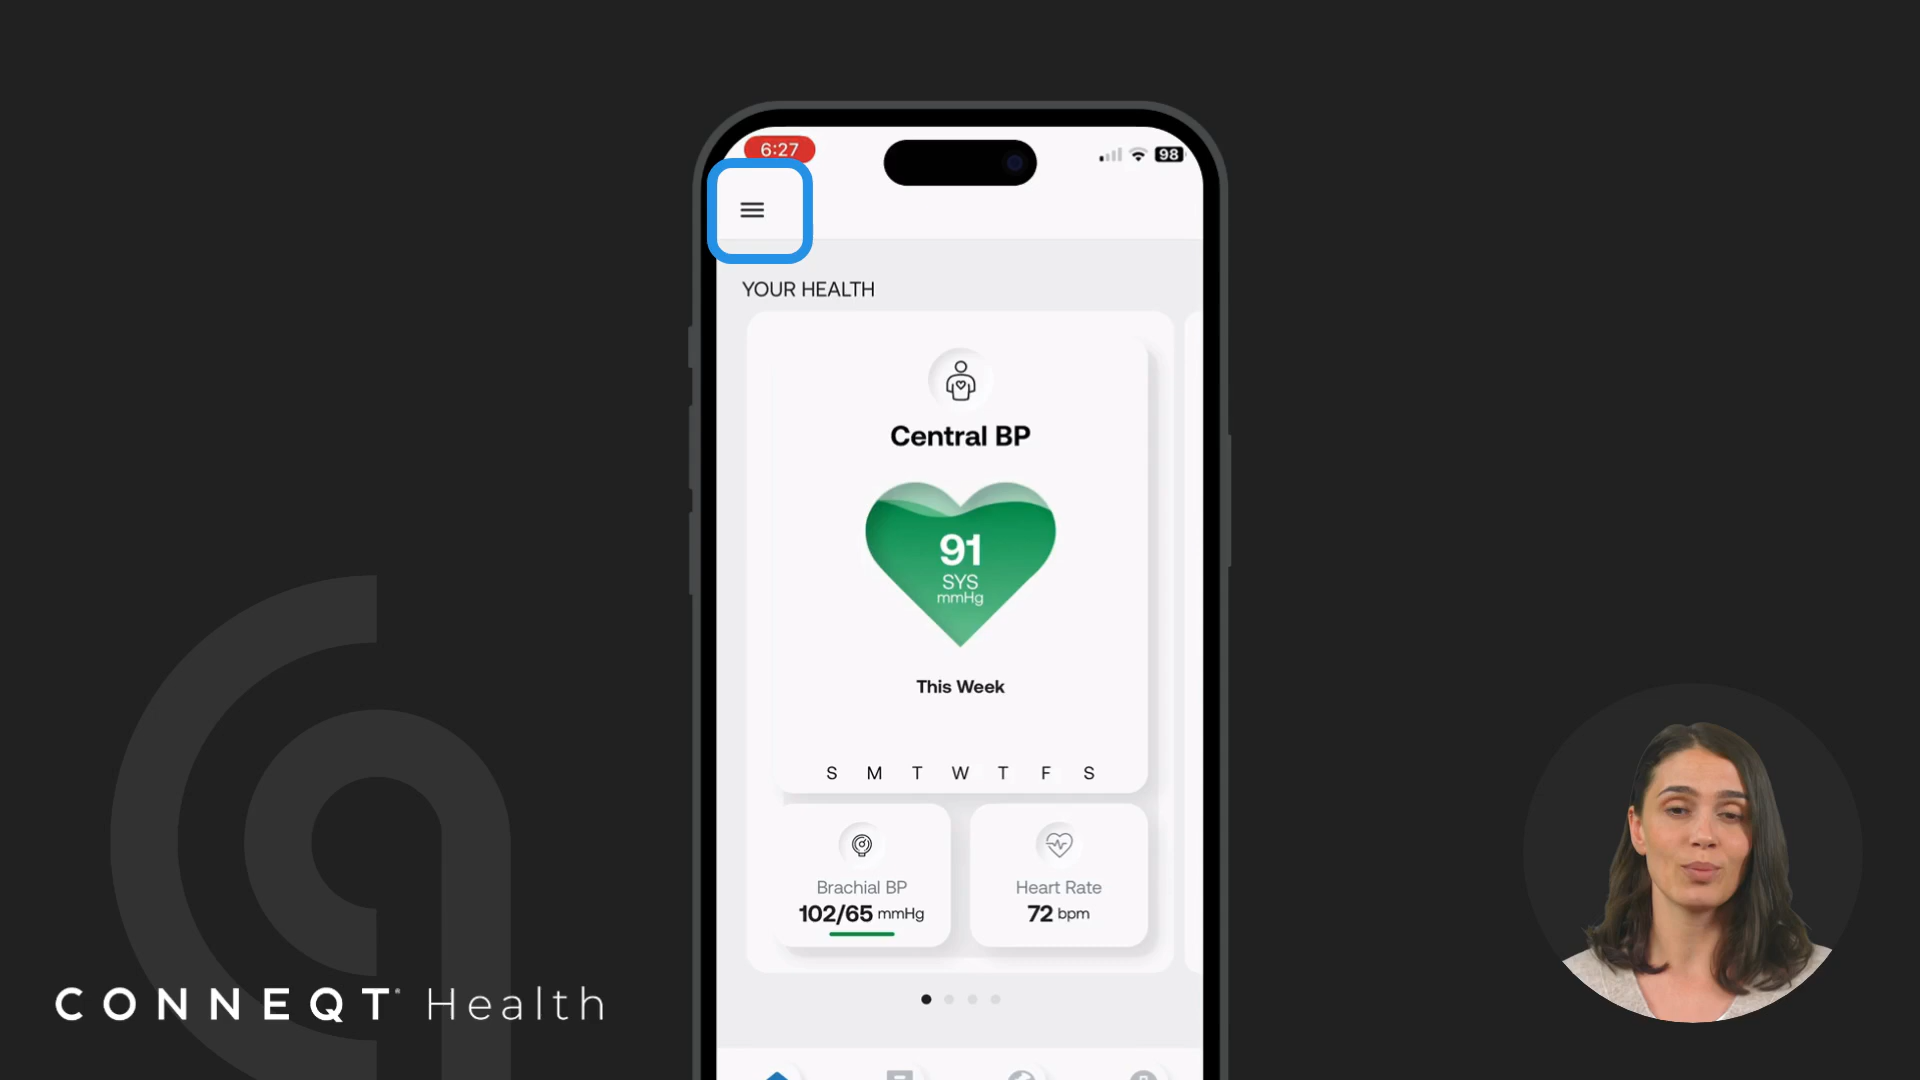 6:27
98
YOUR HEALTH
Central BP
91
SYS
mmHg
This Week
S M T W T F S
Brachial BP
102/65 mmHg
Heart Rate
72 bpm
CONNEQT® Health